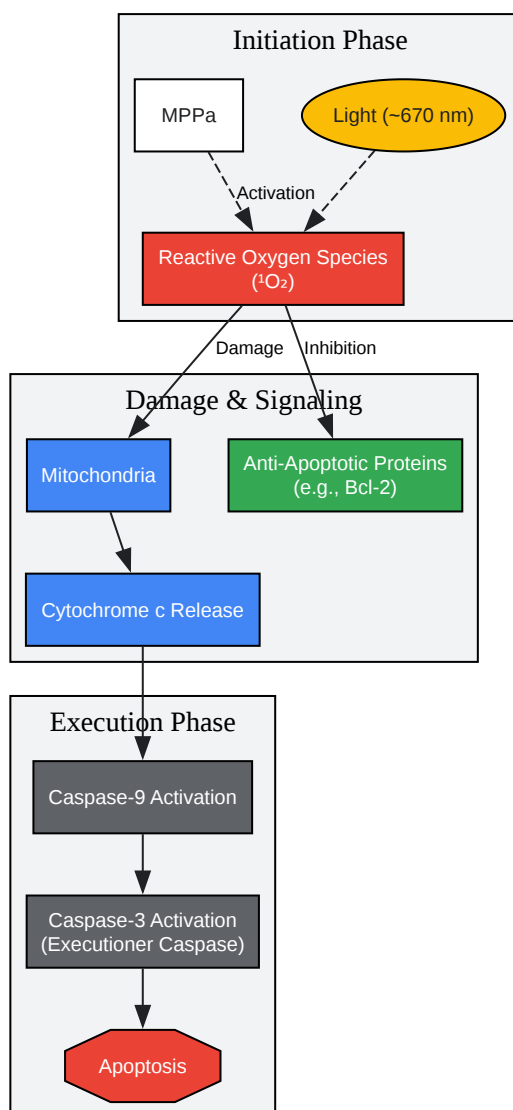 Initiation Phase
MPPa
Light (~670 nm)
Activation
Reactive Oxygen Species
(¹O₂)
Damage
Inhibition
Damage & Signaling
Mitochondria
Anti-Apoptotic Proteins
(e.g., Bcl-2)
Cytochrome c Release
Execution Phase
Caspase-9 Activation
Caspase-3 Activation
(Executioner Caspase)
Apoptosis